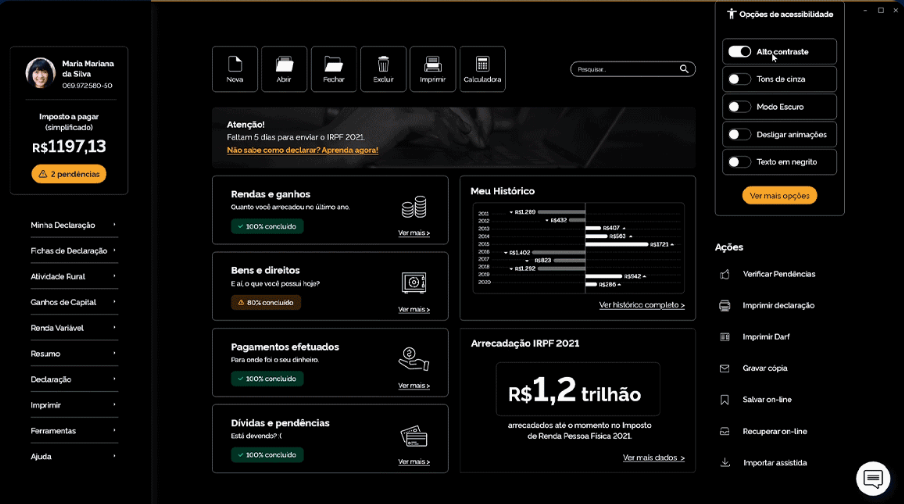 Maria Mariana
da Silva
069.972.580-50
Imposto a pagar
(simplificado)
R$1197,13
2 pendências
Minha Declaração
Fichas de Declaração
Atividade Rural
Ganhos de Capital
Renda Variável
Resumo
Declaração
Imprimir
Ferramentas
Ajuda
Nova
Abrir
Fechar
Excluir
Imprimir
Calculadora
Pesquisar...
Atenção!
Faltam 5 dias para enviar o IRPF 2021.
Não sabe como declarar? Aprenda agora!
Rendas e ganhos
Quanto você arrecadou no último ano.
100% concluído
Ver mais >
Bens e direitos
E aí, o que você possui hoje?
80% concluído
Ver mais >
Pagamentos efetuados
Para onde foi o seu dinheiro.
100% concluído
Ver mais >
Dívidas e pendências
Está devendo? :(
100% concluído
Ver mais >
Meu Histórico
2011 R$1.289
2012 R$432
2013 R$407
2014 R$563
2015 R$1721
2016 R$1.402
2017 R$823
2018 R$1.292
2019 R$942
2020 R$286
Ver histórico completo >
Arrecadação IRPF 2021
R$1,2 trilhão
arrecadados até o momento no Imposto
de Renda Pessoa Física 2021.
Ver mais dados >
Opções de acessibilidade
Alto contraste
Tons de cinza
Modo Escuro
Desligar animações
Texto em negrito
Ver mais opções
Ações
Verificar Pendências
Imprimir declaração
Imprimir Darf
Gravar cópia
Salvar on-line
Recuperar on-line
Importar assistida